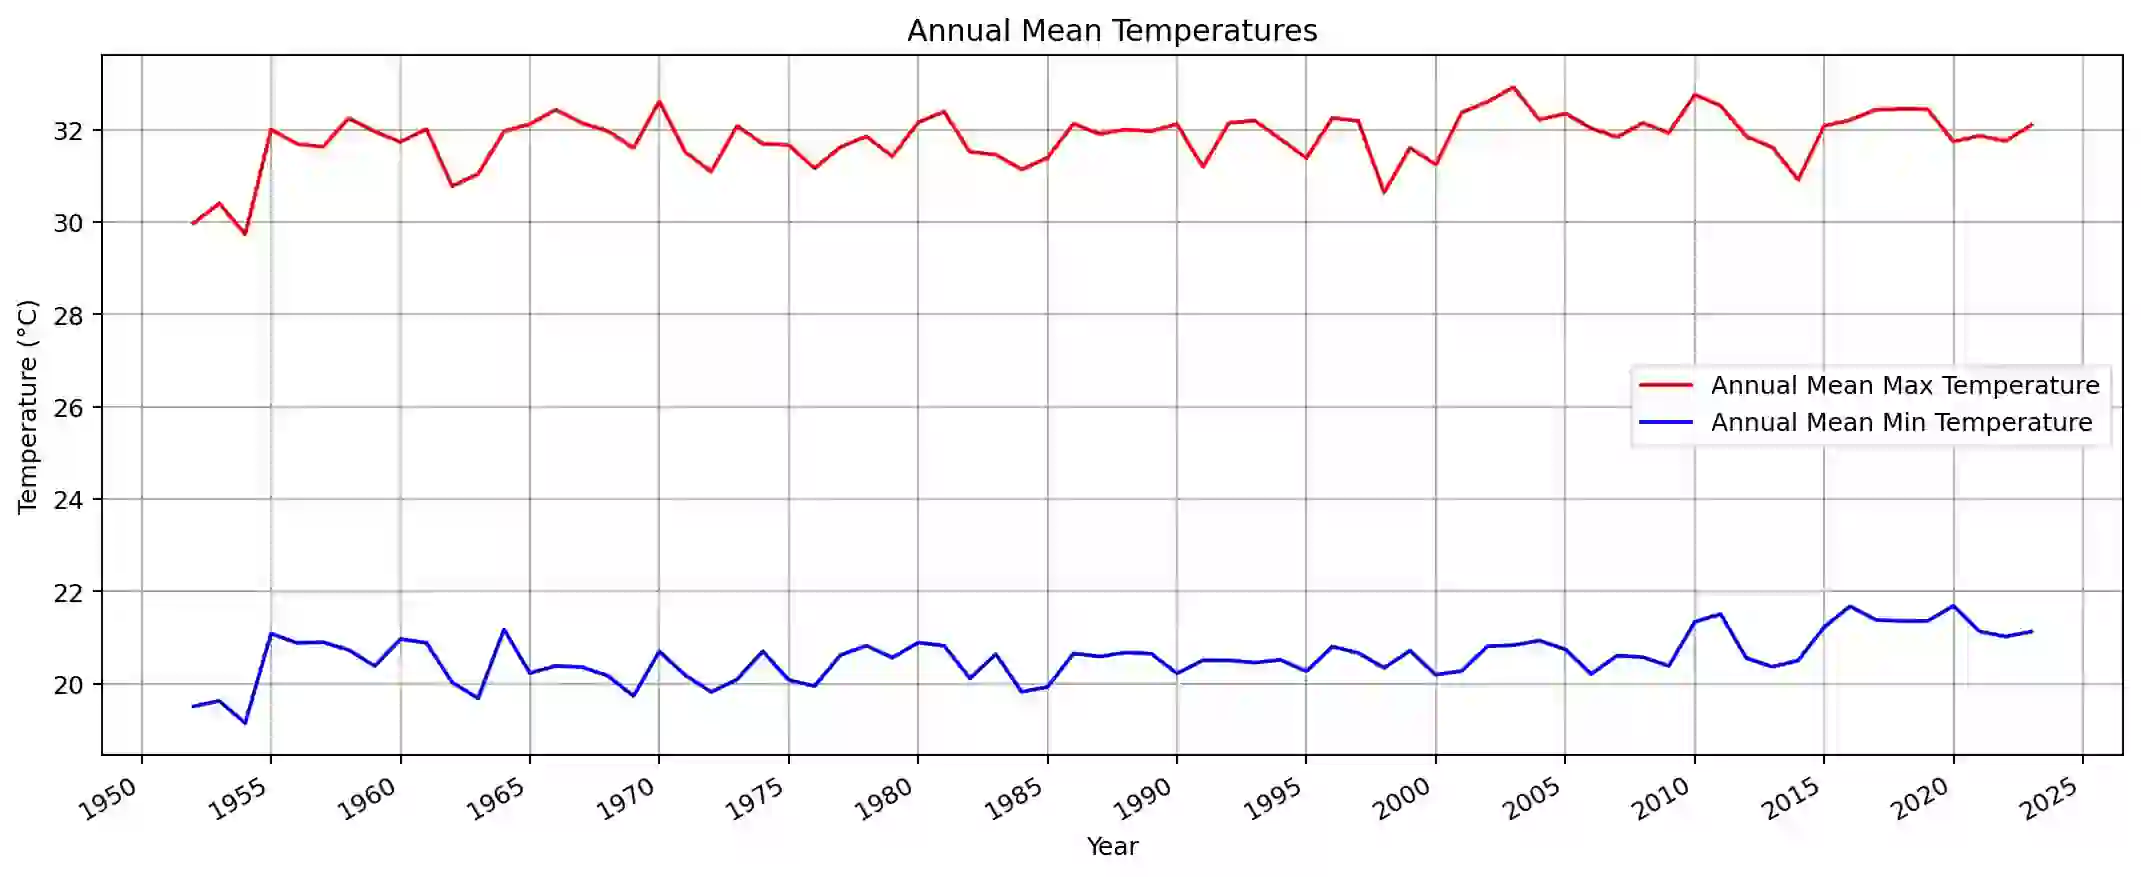 Annual Mean Temperatures
Temperature (°C)
32
30
28
26
24
22
20
Annual Mean Max Temperature
Annual Mean Min Temperature
1950 1955 1960 1965 1970 1975 1980 1985 1990 1995 2000 2005 2010 2015 2020 2025
Year